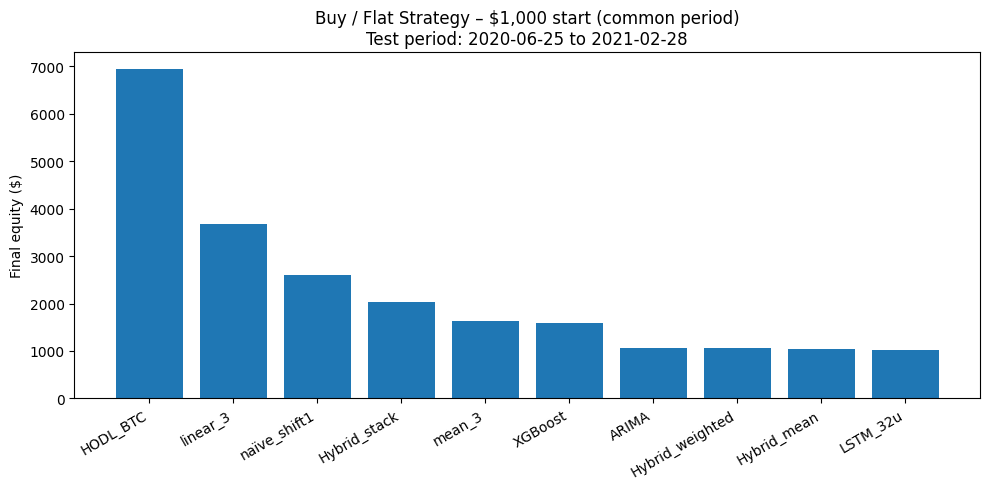 Buy / Flat Strategy – $1,000 start (common period)
Test period: 2020-06-25 to 2021-02-28
Final equity ($)
7000
6000
5000
4000
3000
2000
1000
0
HODL_BTC
linear_3
naive_shift1
Hybrid_stack
mean_3
XGBoost
ARIMA
Hybrid_weighted
Hybrid_mean
LSTM_32u